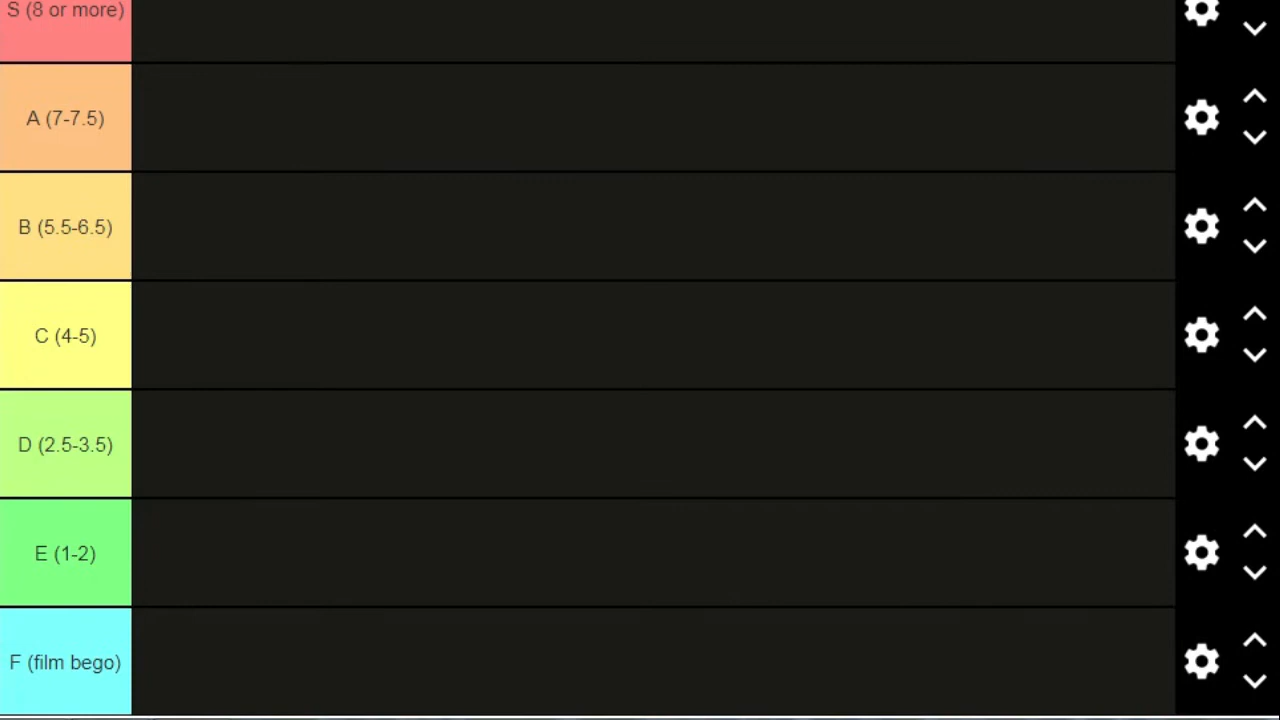 S (8 or more)
A (7-7.5)
B (5.5-6.5)
C (4-5)
D (2.5-3.5)
E (1-2)
F (film bego)